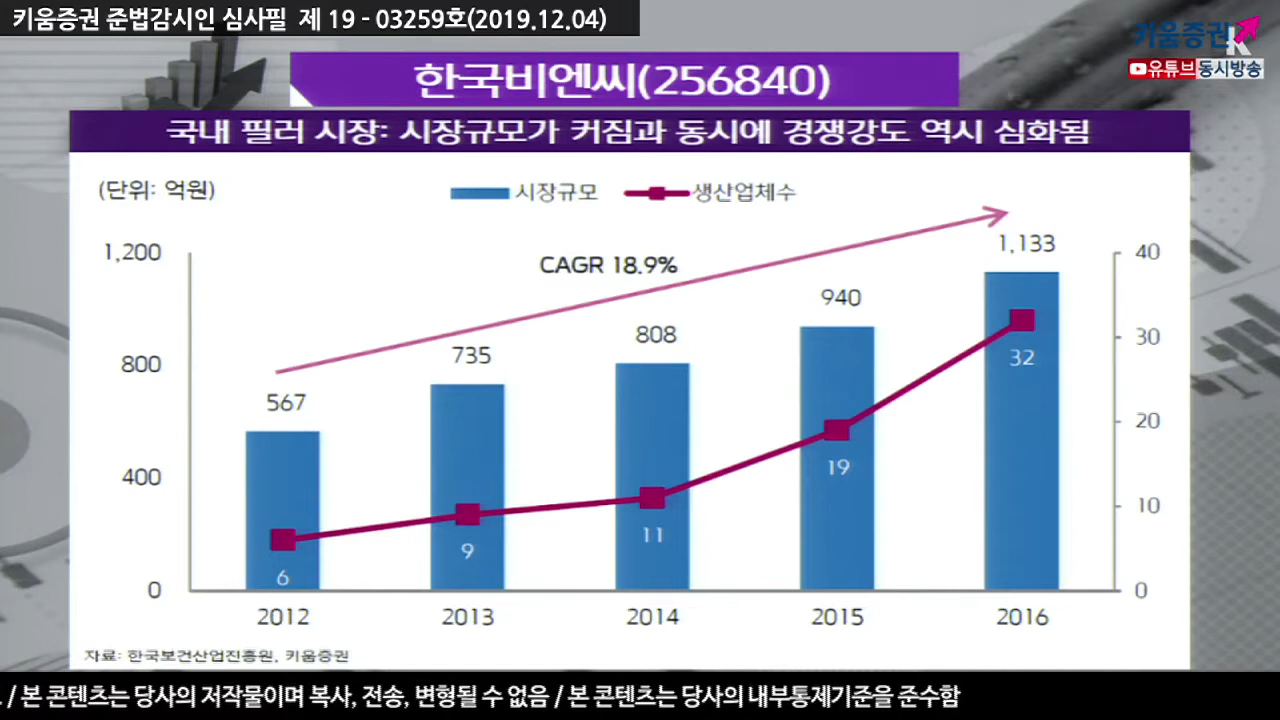 키움증권 준법감시인 심사필 제 19 - 03259호(2019.12.04)
키움증권
유튜브 동시방송
한국비엔씨(256840)
국내 필러 시장: 시장규모가 커짐과 동시에 경쟁강도 역시 심화됨
(단위: 억원)
시장규모 생산업체수
CAGR 18.9%
1,200 1,133 40
940
808 30
735
800 567
32
20
400 19
11 10
9
6
0 0
2012 2013 2014 2015 2016
자료: 한국보건산업진흥원, 키움증권
/ 본 콘텐츠는 당사의 저작물이며 복사, 전송, 변형될 수 없음 / 본 콘텐츠는 당사의 내부통제기준을 준수함